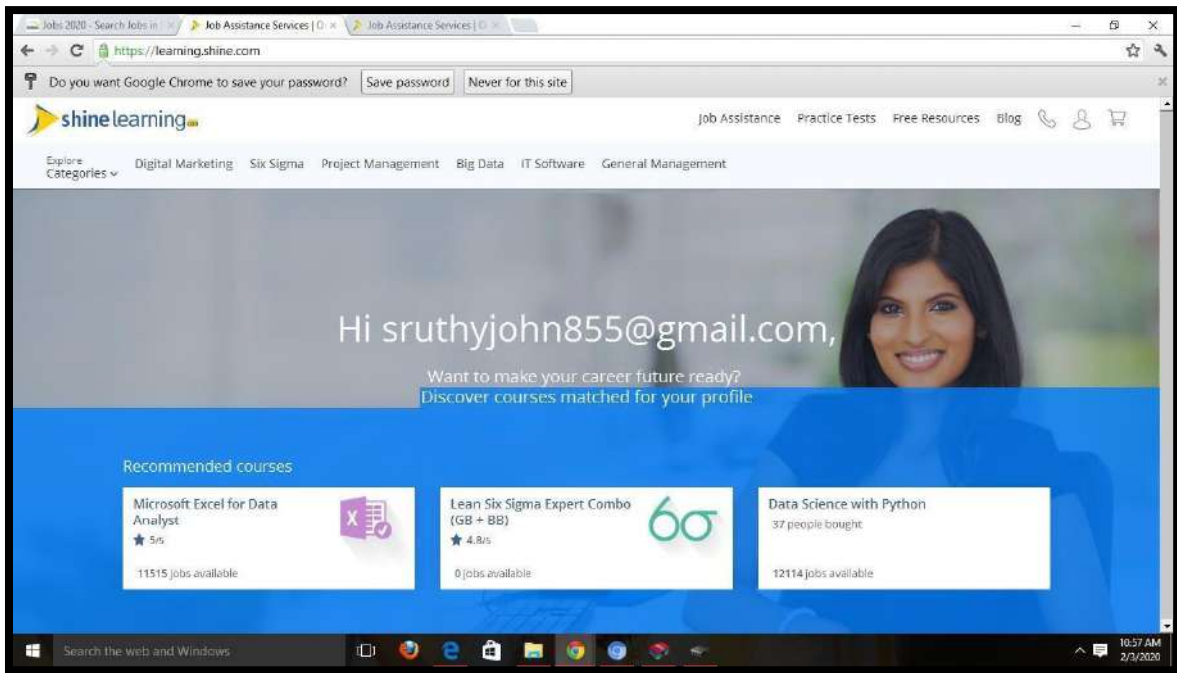 Jobs 2020 - Search Jobs in
Job Assistance Services | O
Job Assistance Services | O
https://learning.shine.com
Do you want Google Chrome to save your password? Save password Never for this site
shine learning
Job Assistance Practice Tests Free Resources Blog
Explore
Categories
Digital Marketing Six Sigma Project Management Big Data IT Software General Management
Hi sruthyjohn855@gmail.com,
Want to make your career future ready?
Discover courses matched for your profile
Recommended courses
Microsoft Excel for Data
Analyst
5/5
11515 jobs available
Lean Six Sigma Expert Combo
(GB + BB)
4.8/5
0 jobs available
6σ
Data Science with Python
37 people bought
12114 jobs available
Search the web and Windows
10:57 AM
2/3/2020